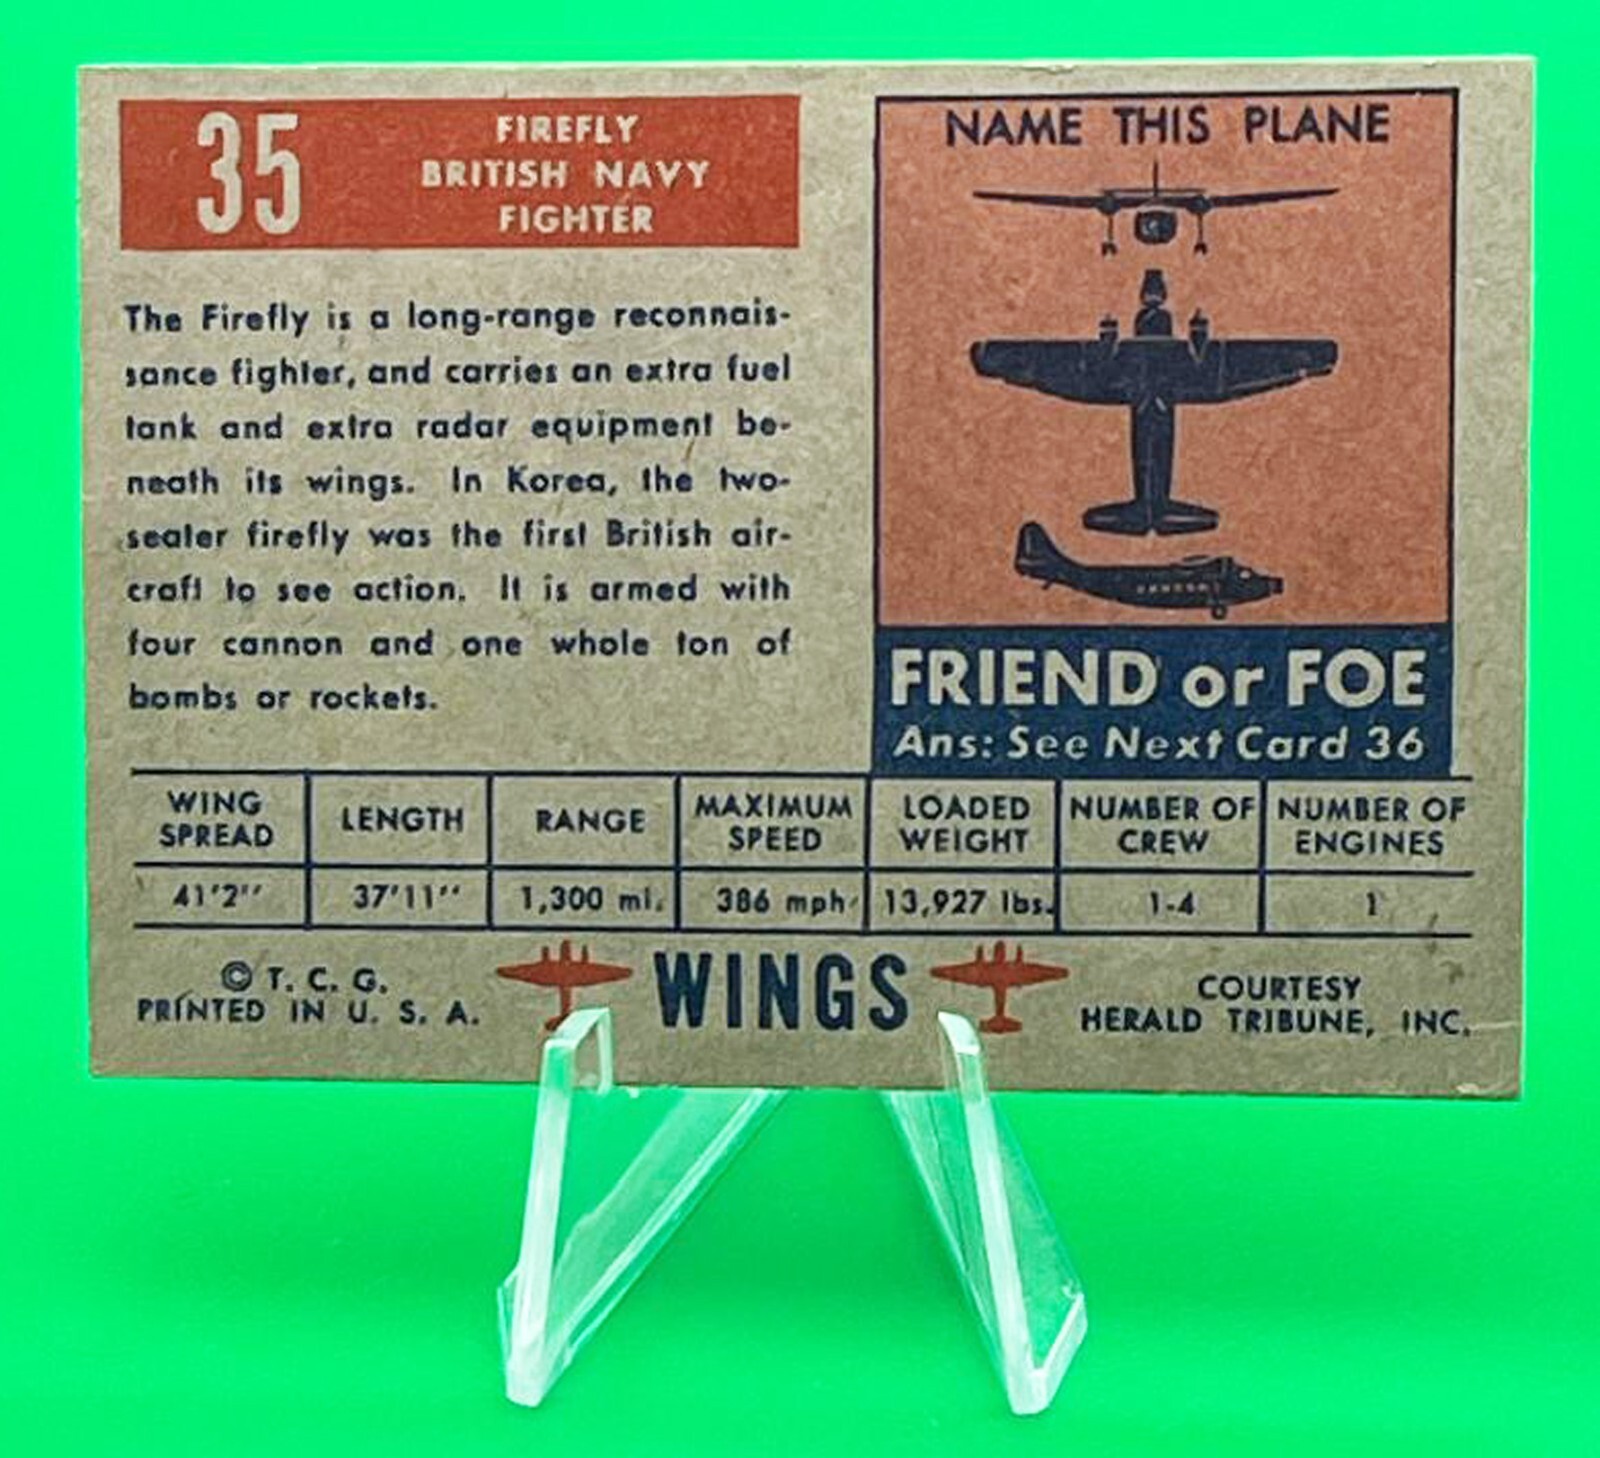 35
FIREFLY
BRITISH NAVY
FIGHTER
The Firefly is a long-range reconnais-
sance fighter, and carries an extra fuel
tank and extra radar equipment be-
neath its wings. In Korea, the two-
seater firefly was the first British air-
craft to see action. It is armed with
four cannon and one whole ton of
bombs or rockets.
NAME THIS PLANE
FRIEND or FOE
Ans: See Next Card 36
WING SPREAD LENGTH RANGE MAXIMUM SPEED LOADED WEIGHT NUMBER OF CREW NUMBER OF ENGINES
41'2" 37'11" 1,300 mi. 386 mph 13,927 lbs. 1-4 1
© T. C. G.
PRINTED IN U. S. A.
WINGS
COURTESY
HERALD TRIBUNE, INC.